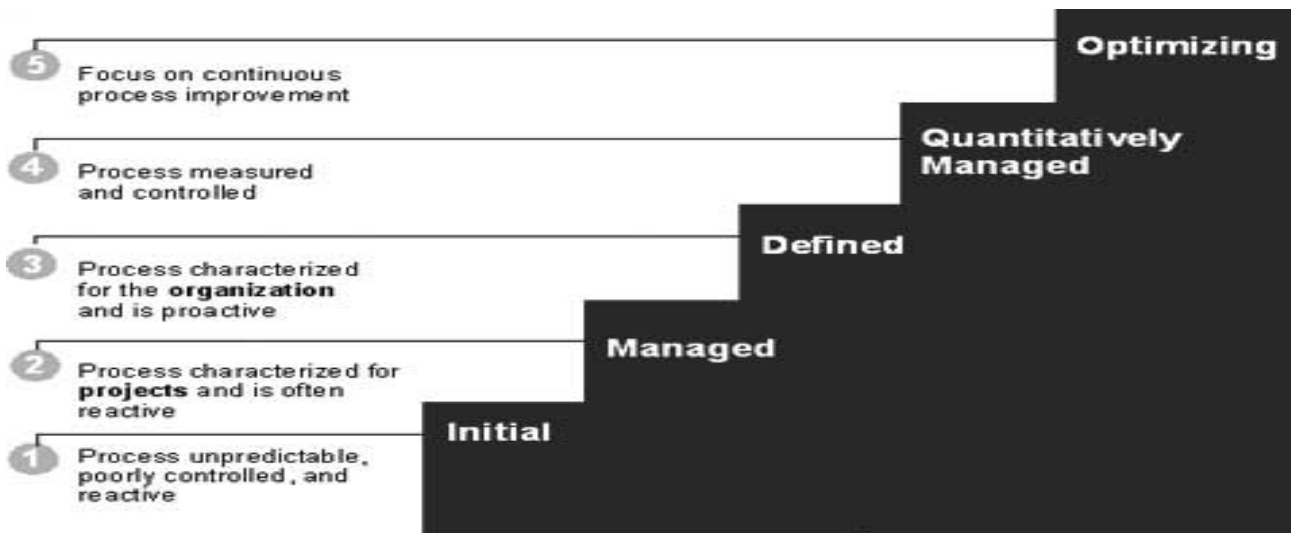 Optimizing
5
Focus on continuous
process improvement
Quantitatively
Managed
4
Process measured
and controlled
Defined
3
Process characterized
for the organization
and is proactive
Managed
2
Process characterized for
projects and is often
reactive
Initial
1
Process unpredictable,
poorly controlled, and
reactive